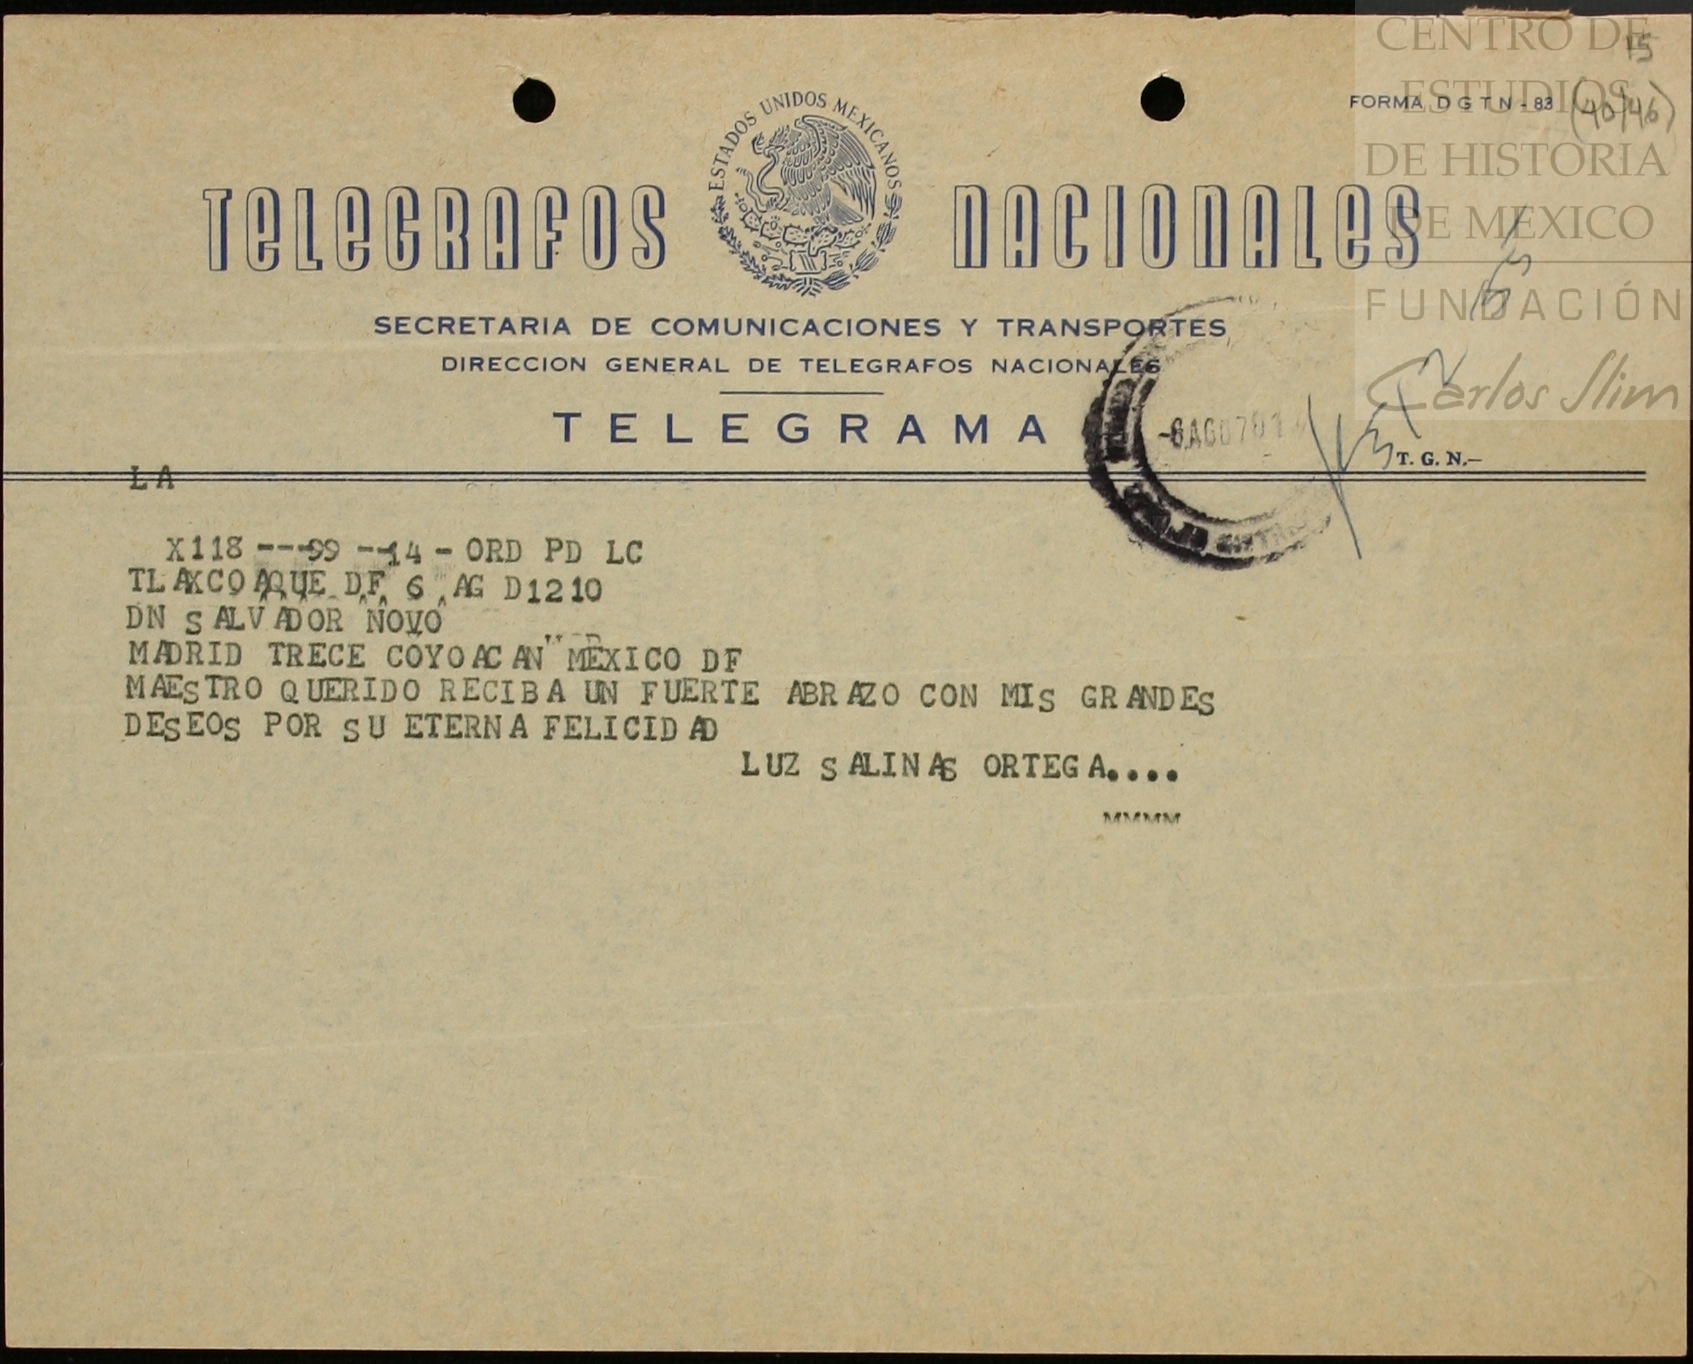 CENTRO DE
ESTUDIOS
DE HISTORIA
DE MEXICO
FUNDACIÓN
Carlos Slim
15
FORMA D G T N - 83 (40/46)
ESTADOS UNIDOS MEXICANOS
TELEGRAFOS NACIONALES
SECRETARIA DE COMUNICACIONES Y TRANSPORTES
DIRECCION GENERAL DE TELEGRAFOS NACIONALES
TELEGRAMA
T. G. N.—
LA
X118 ---99 --14 - ORD PD LC
TLAXCOAQUE D.F. 6 AG D1210
DN SALVADOR NOVO
MADRID TRECE COYOACAN MEXICO DF
MAESTRO QUERIDO RECIBA UN FUERTE ABRAZO CON MIS GRANDES
DESEOS POR SU ETERNA FELICIDAD
LUZ SALINAS ORTEGA....
MMMM